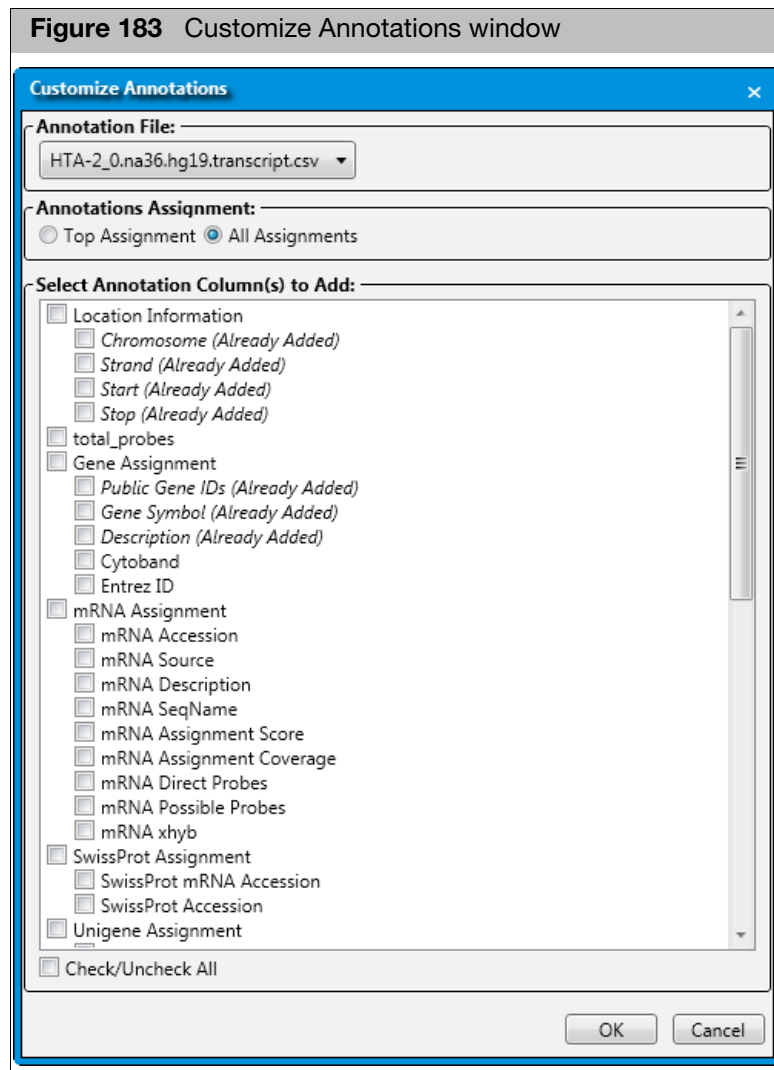 Figure 183 Customize Annotations window
Customize Annotations
Annotation File:
HTA-2_0.na36.hg19.transcript.csv
Annotations Assignment:
Top Assignment All Assignments
Select Annotation Column(s) to Add:
Location Information
Chromosome (Already Added)
Strand (Already Added)
Start (Already Added)
Stop (Already Added)
total_probes
Gene Assignment
Public Gene IDs (Already Added)
Gene Symbol (Already Added)
Description (Already Added)
Cytoband
Entrez ID
mRNA Assignment
mRNA Accession
mRNA Source
mRNA Description
mRNA SeqName
mRNA Assignment Score
mRNA Assignment Coverage
mRNA Direct Probes
mRNA Possible Probes
mRNA xhyb
SwissProt Assignment
SwissProt mRNA Accession
SwissProt Accession
Unigene Assignment
Check/Uncheck All
OK Cancel